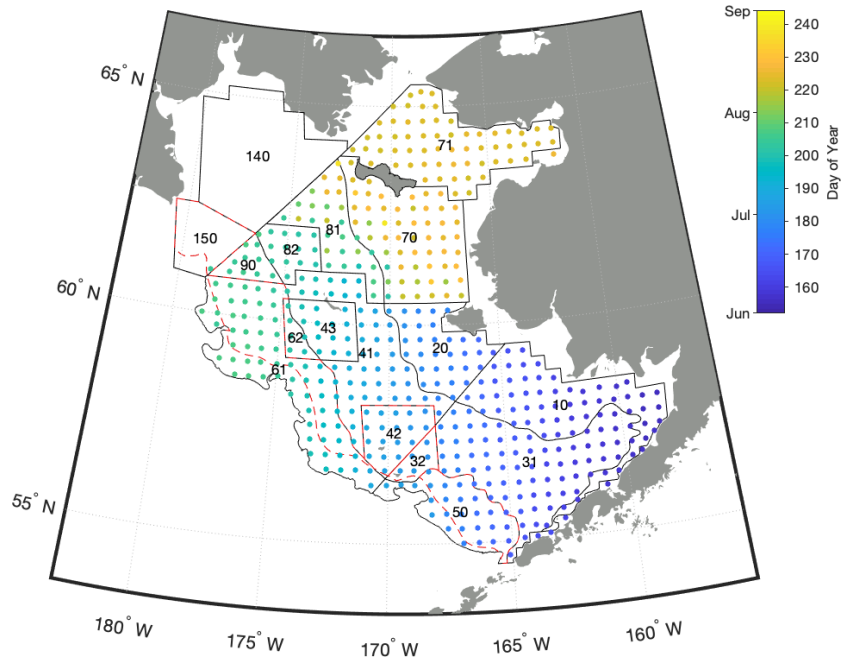 65° N
60° N
55° N
180° W
175° W
170° W
165° W
160° W
140
150
71
70
81
82
90
43
62
41
61
20
10
42
32
31
50
Sep
Aug
Jul
Jun
240
230
220
210
200
190
180
170
160
Day of Year